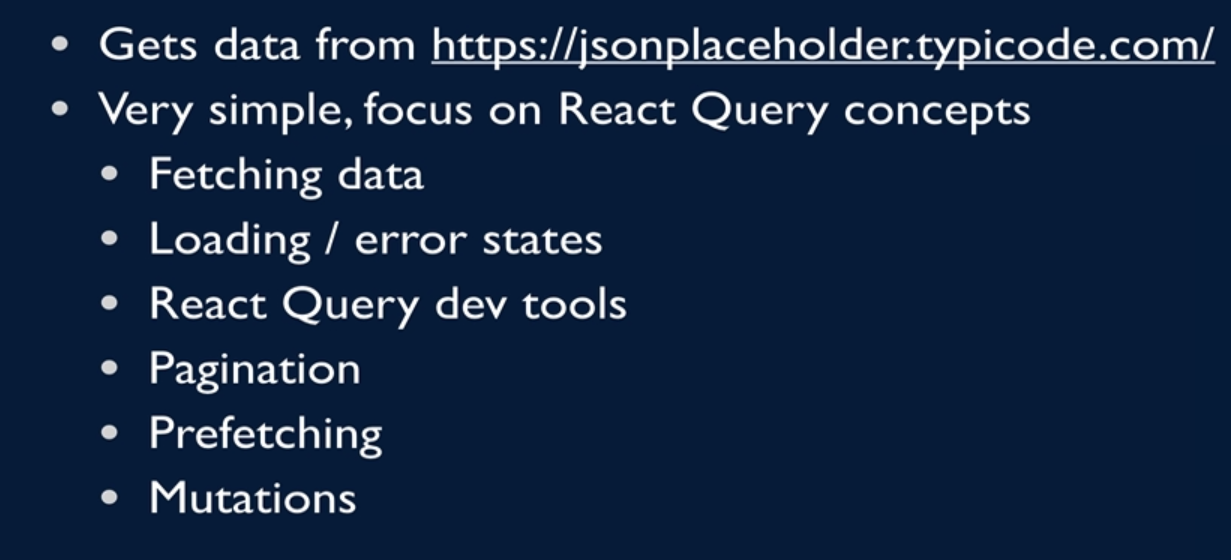 • Gets data from https://jsonplaceholder.typicode.com/
• Very simple, focus on React Query concepts
• Fetching data
• Loading / error states
• React Query dev tools
• Pagination
• Prefetching
• Mutations